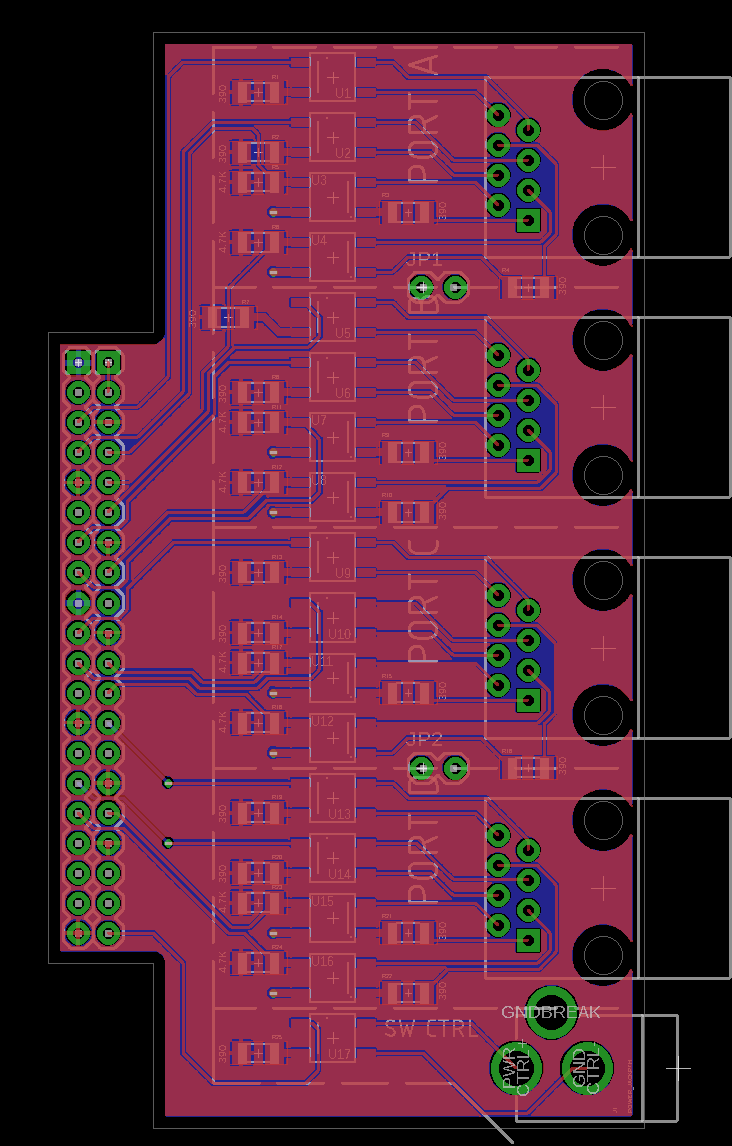 PORT A
390
U1
390
U2
4.7K
U3
390
4.7K
U4
JP1
390
390
U5
PORT B
390
U6
4.7K
U7
390
4.7K
U8
390
PORT C
390
U9
390
U10
4.7K
U11
390
4.7K
U12
JP2
390
390
U13
PORT D
390
U14
4.7K
U15
390
4.7K
U16
390
GNDBREAK
SW CTRL
390
U17
PWR
CTRL+
GND
CTRL-